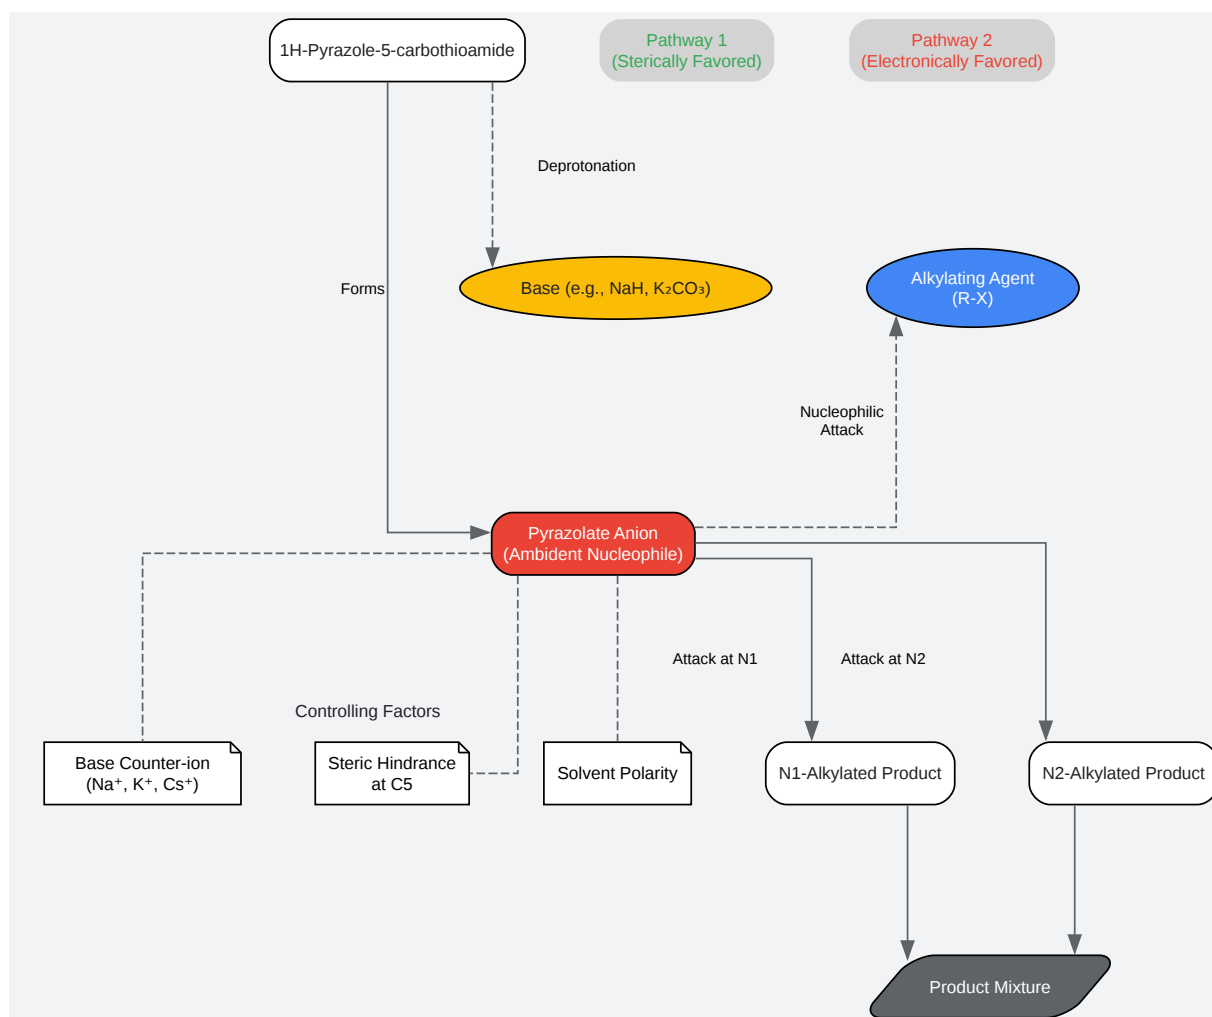 1H-Pyrazole-5-carbothioamide
Pathway 1
(Sterically Favored)
Pathway 2
(Electronically Favored)
Deprotonation
Forms
Base (e.g., NaH, K₂CO₃)
Alkylating Agent
(R-X)
Nucleophilic
Attack
Pyrazolate Anion
(Ambident Nucleophile)
Attack at N1
Attack at N2
Controlling Factors
Base Counter-ion
(Na⁺, K⁺, Cs⁺)
Steric Hindrance
at C5
Solvent Polarity
N1-Alkylated Product
N2-Alkylated Product
Product Mixture